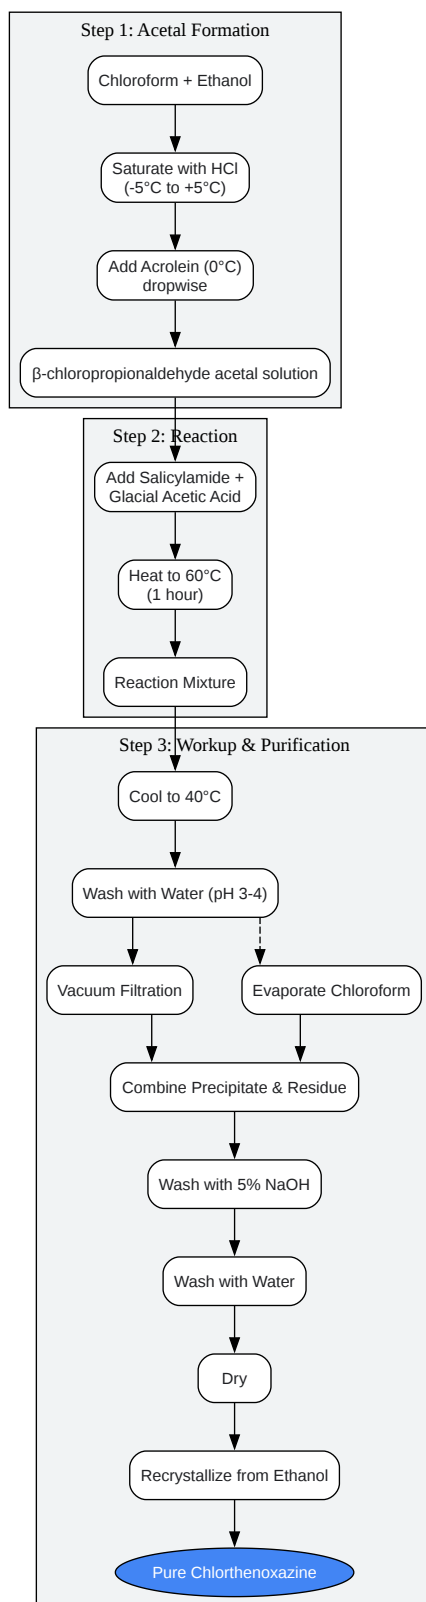 Step 1: Acetal Formation
Chloroform + Ethanol
Saturate with HCl
(-5°C to +5°C)
Add Acrolein (0°C)
dropwise
β-chloropropionaldehyde acetal solution
Step 2: Reaction
Add Salicylamide +
Glacial Acetic Acid
Heat to 60°C
(1 hour)
Reaction Mixture
Step 3: Workup & Purification
Cool to 40°C
Wash with Water (pH 3-4)
Vacuum Filtration
Evaporate Chloroform
Combine Precipitate & Residue
Wash with 5% NaOH
Wash with Water
Dry
Recrystallize from Ethanol
Pure Chlorthenoxazine